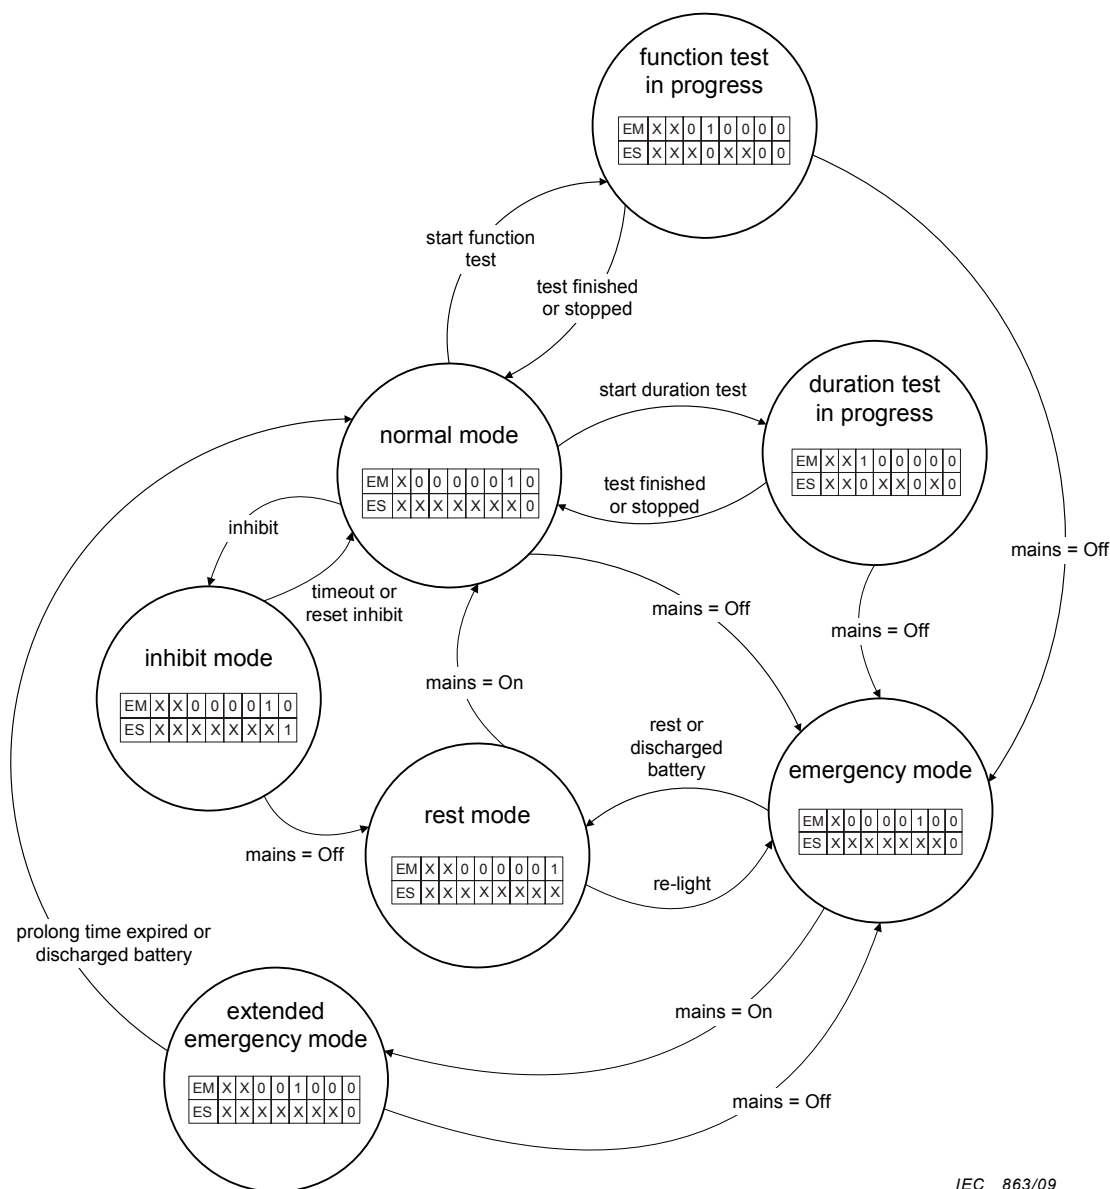 function test
in progress
EM X X 0 1 0 0 0 0
ES X X X 0 X X 0 0
start function
test
test finished
or stopped
start duration test
duration test
in progress
EM X X 1 0 0 0 0 0
ES X X 0 X X 0 X 0
normal mode
EM X 0 0 0 0 0 1 0
ES X X X X X X X 0
test finished
or stopped
inhibit
mains = Off
timeout or
reset inhibit
mains = Off
mains = Off
inhibit mode
EM X X 0 0 0 0 1 0
ES X X X X X X X 1
mains = On
rest or
discharged
battery
emergency mode
EM X 0 0 0 0 1 0 0
ES X X X X X X X 0
rest mode
EM X X 0 0 0 0 0 1
ES X X X X X X X X
mains = Off
re-light
prolong time expired or
discharged battery
extended
emergency mode
EM X X 0 0 1 0 0 0
ES X X X X X X X 0
mains = On
mains = Off
IEC 863/09